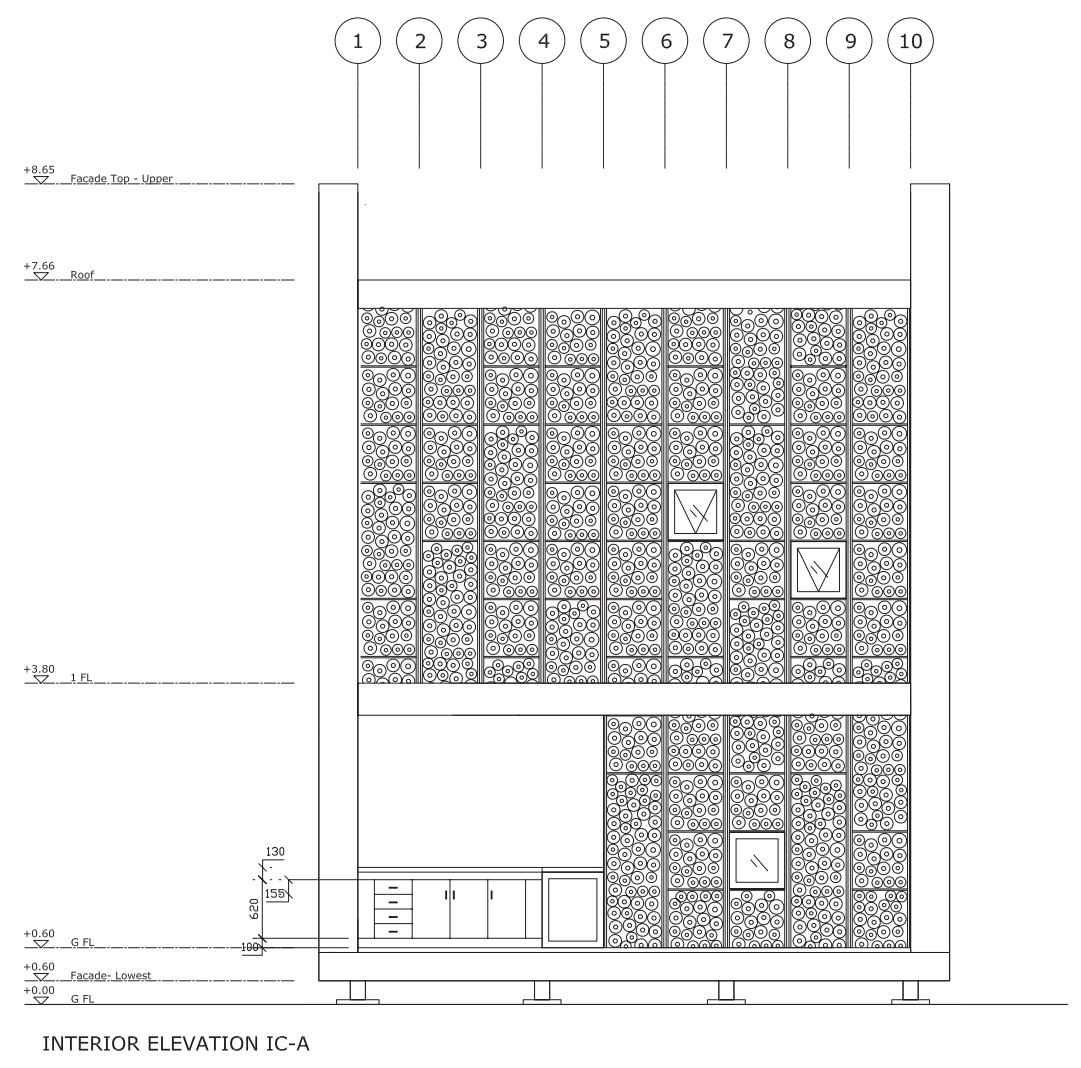 1 2 3 4 5 6 7 8 9 10
+8.65
Facade Top - Upper
+7.66
Roof
+3.80
1 FL
130
155
620
100
+0.60
G FL
+0.60
Facade- Lowest
+0.00
G FL
INTERIOR ELEVATION IC-A